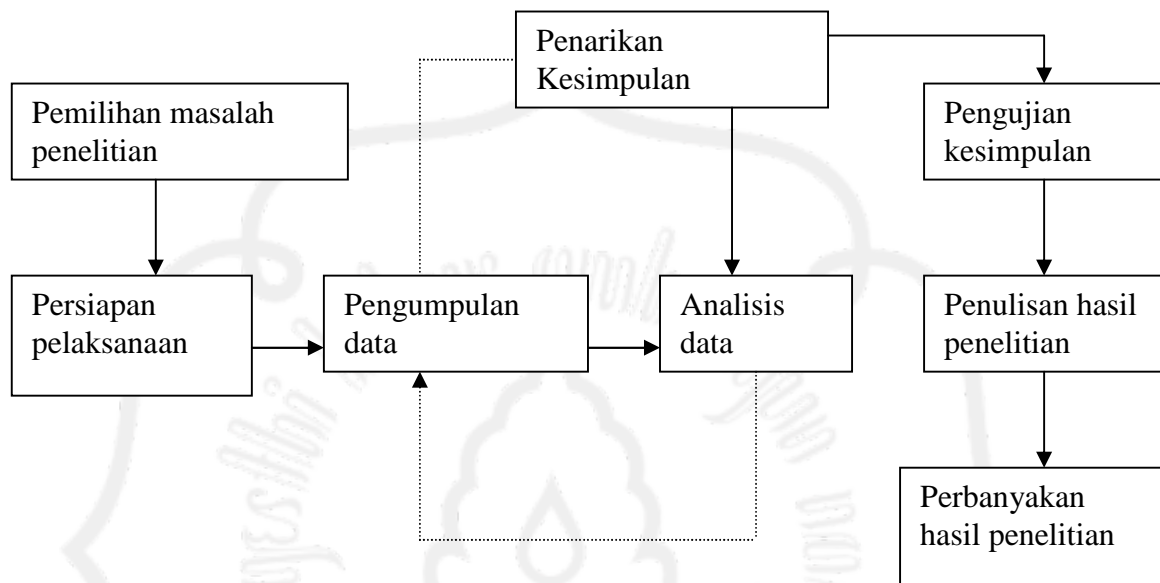 Penarikan
Kesimpulan
Pemilihan masalah
penelitian
Pengujian
kesimpulan
Persiapan
pelaksanaan
Pengumpulan
data
Analisis
data
Penulisan hasil
penelitian
Perbanyakan
hasil penelitian